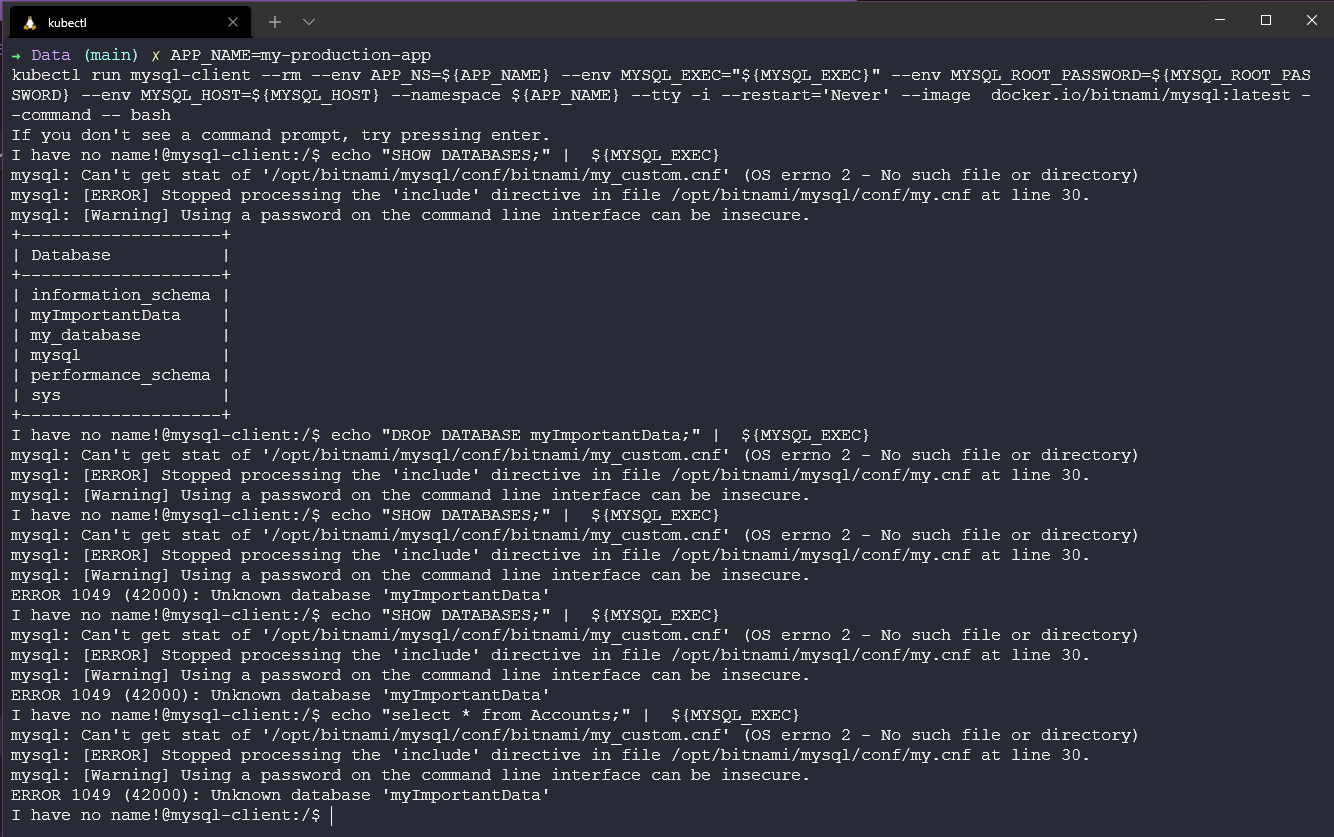 kubectl
→ Data (main) ✗ APP_NAME=my-production-app
kubectl run mysql-client --rm --env APP_NS=${APP_NAME} --env MYSQL_EXEC="${MYSQL_EXEC}" --env MYSQL_ROOT_PASSWORD=${MYSQL_ROOT_PAS
SWORD} --env MYSQL_HOST=${MYSQL_HOST} --namespace ${APP_NAME} --tty -i --restart='Never' --image  docker.io/bitnami/mysql:latest -
-command -- bash
If you don't see a command prompt, try pressing enter.
I have no name!@mysql-client:/$ echo "SHOW DATABASES;" |  ${MYSQL_EXEC}
mysql: Can't get stat of '/opt/bitnami/mysql/conf/bitnami/my_custom.cnf' (OS errno 2 - No such file or directory)
mysql: [ERROR] Stopped processing the 'include' directive in file /opt/bitnami/mysql/conf/my.cnf at line 30.
mysql: [Warning] Using a password on the command line interface can be insecure.
+--------------------+
| Database           |
+--------------------+
| information_schema |
| myImportantData    |
| my_database        |
| mysql              |
| performance_schema |
| sys                |
+--------------------+
I have no name!@mysql-client:/$ echo "DROP DATABASE myImportantData;" |  ${MYSQL_EXEC}
mysql: Can't get stat of '/opt/bitnami/mysql/conf/bitnami/my_custom.cnf' (OS errno 2 - No such file or directory)
mysql: [ERROR] Stopped processing the 'include' directive in file /opt/bitnami/mysql/conf/my.cnf at line 30.
mysql: [Warning] Using a password on the command line interface can be insecure.
I have no name!@mysql-client:/$ echo "SHOW DATABASES;" |  ${MYSQL_EXEC}
mysql: Can't get stat of '/opt/bitnami/mysql/conf/bitnami/my_custom.cnf' (OS errno 2 - No such file or directory)
mysql: [ERROR] Stopped processing the 'include' directive in file /opt/bitnami/mysql/conf/my.cnf at line 30.
mysql: [Warning] Using a password on the command line interface can be insecure.
ERROR 1049 (42000): Unknown database 'myImportantData'
I have no name!@mysql-client:/$ echo "SHOW DATABASES;" |  ${MYSQL_EXEC}
mysql: Can't get stat of '/opt/bitnami/mysql/conf/bitnami/my_custom.cnf' (OS errno 2 - No such file or directory)
mysql: [ERROR] Stopped processing the 'include' directive in file /opt/bitnami/mysql/conf/my.cnf at line 30.
mysql: [Warning] Using a password on the command line interface can be insecure.
ERROR 1049 (42000): Unknown database 'myImportantData'
I have no name!@mysql-client:/$ echo "select * from Accounts;" |  ${MYSQL_EXEC}
mysql: Can't get stat of '/opt/bitnami/mysql/conf/bitnami/my_custom.cnf' (OS errno 2 - No such file or directory)
mysql: [ERROR] Stopped processing the 'include' directive in file /opt/bitnami/mysql/conf/my.cnf at line 30.
mysql: [Warning] Using a password on the command line interface can be insecure.
ERROR 1049 (42000): Unknown database 'myImportantData'
I have no name!@mysql-client:/$